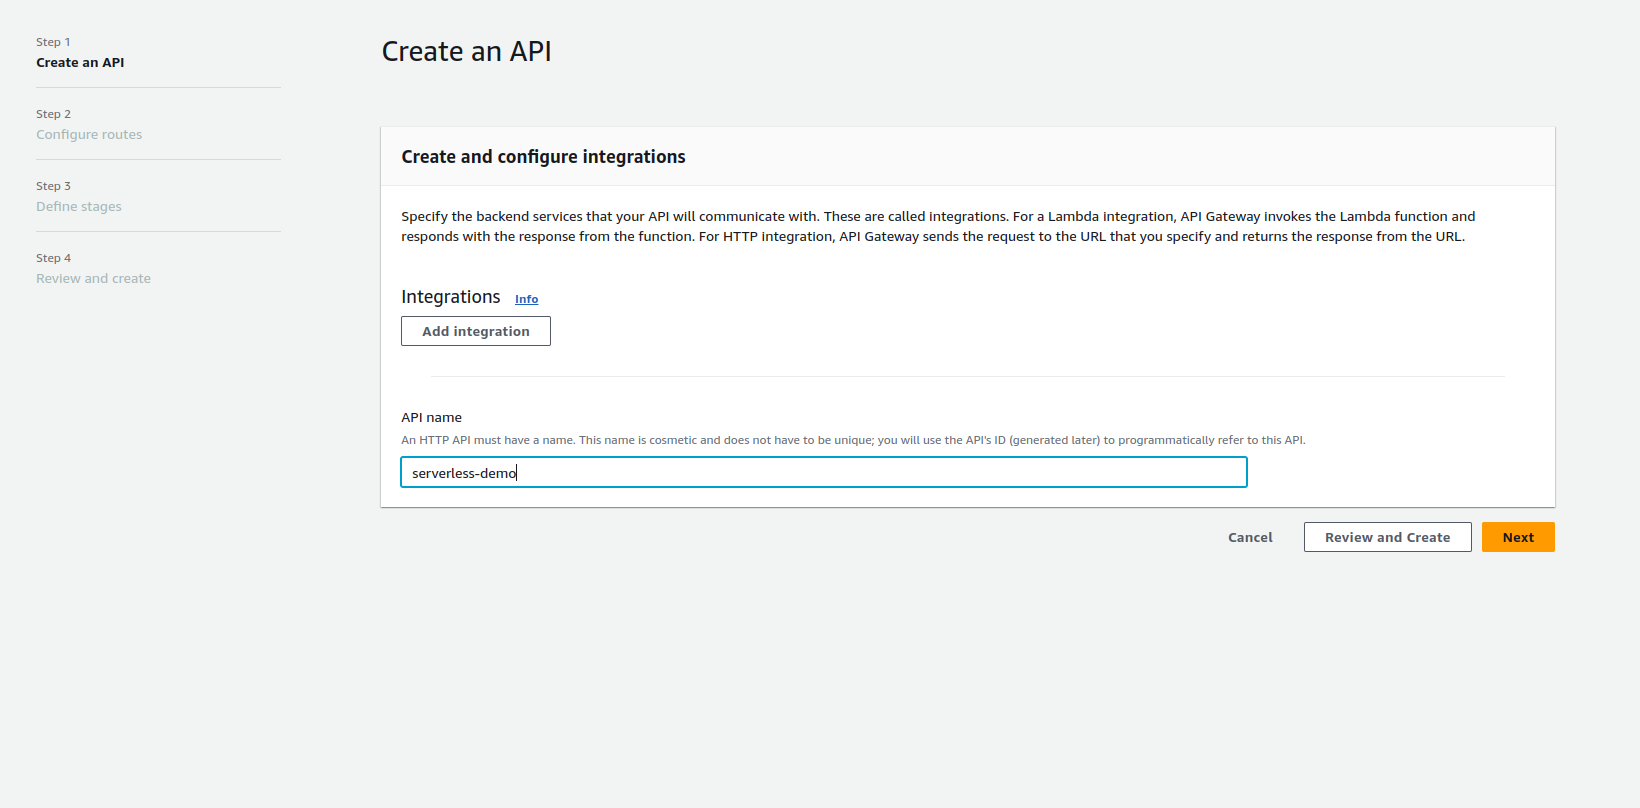 Step 1
Create an API
Step 2
Configure routes
Step 3
Define stages
Step 4
Review and create
Create an API
Create and configure integrations
Specify the backend services that your API will communicate with. These are called integrations. For a Lambda integration, API Gateway invokes the Lambda function and
responds with the response from the function. For HTTP integration, API Gateway sends the request to the URL that you specify and returns the response from the URL.
Integrations Info
Add integration
API name
An HTTP API must have a name. This name is cosmetic and does not have to be unique; you will use the API's ID (generated later) to programmatically refer to this API.
serverless-demo
Cancel Review and Create Next